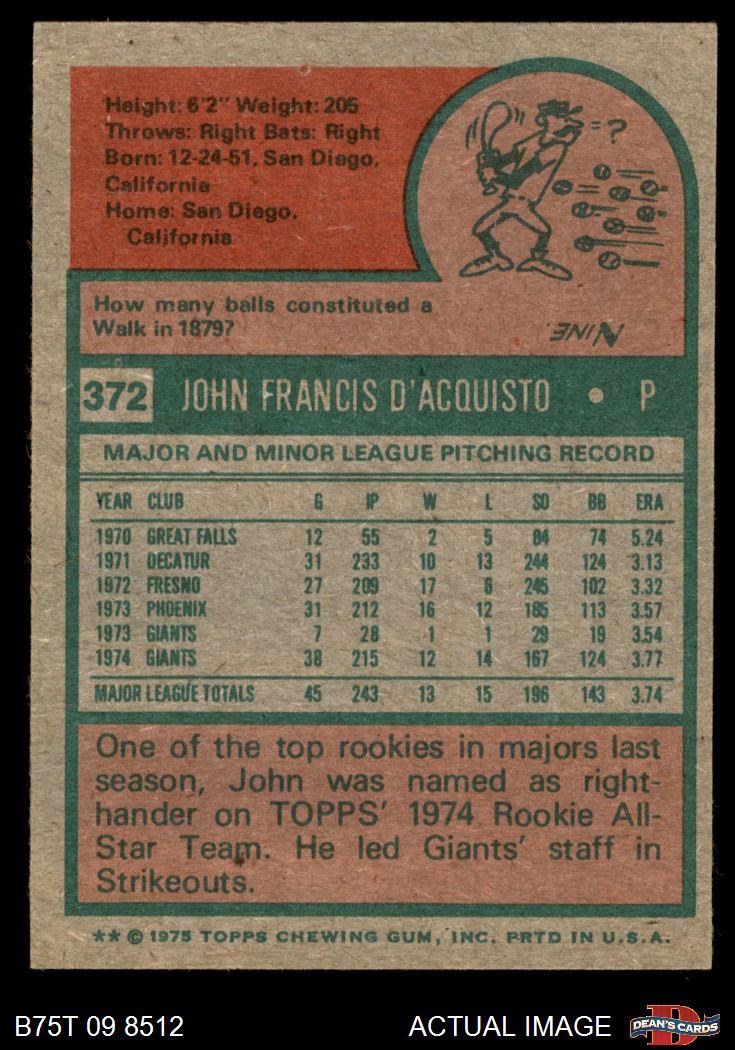 Height: 6'2" Weight: 205
Throws: Right Bats: Right
Born: 12-24-51, San Diego,
California
Home: San Diego,
California
= ?
How many balls constituted a
Walk in 1879?
NINE.
372 JOHN FRANCIS D'ACQUISTO • P
MAJOR AND MINOR LEAGUE PITCHING RECORD
YEAR CLUB G IP W L SO BB ERA
1970 GREAT FALLS 12 55 2 5 84 74 5.24
1971 DECATUR 31 233 10 13 244 124 3.13
1972 FRESNO 27 209 17 6 245 102 3.32
1973 PHOENIX 31 212 16 12 185 113 3.57
1973 GIANTS 7 28 1 1 29 19 3.54
1974 GIANTS 38 215 12 14 167 124 3.77
MAJOR LEAGUE TOTALS 45 243 13 15 196 143 3.74
One of the top rookies in majors last
season, John was named as right-
hander on TOPPS' 1974 Rookie All-
Star Team. He led Giants' staff in
Strikeouts.
** © 1975 TOPPS CHEWING GUM, INC. PRTD IN U.S.A.
B75T 09 8512 ACTUAL IMAGE DEAN'S CARDS